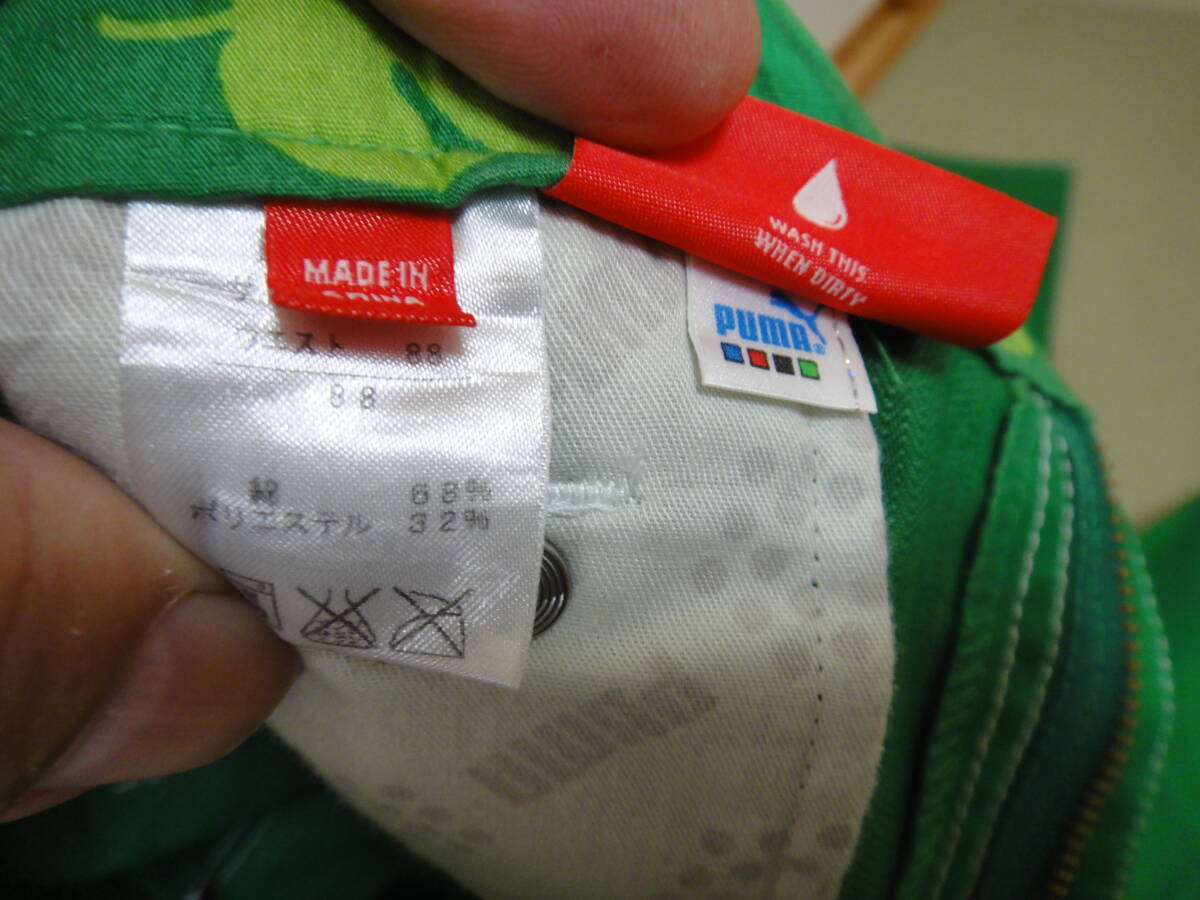 WASH THIS
WHEN DIRTY
MADE IN
CHINA
PUMA®
ウエスト 88
88
綿 68%
ポリエステル 32%